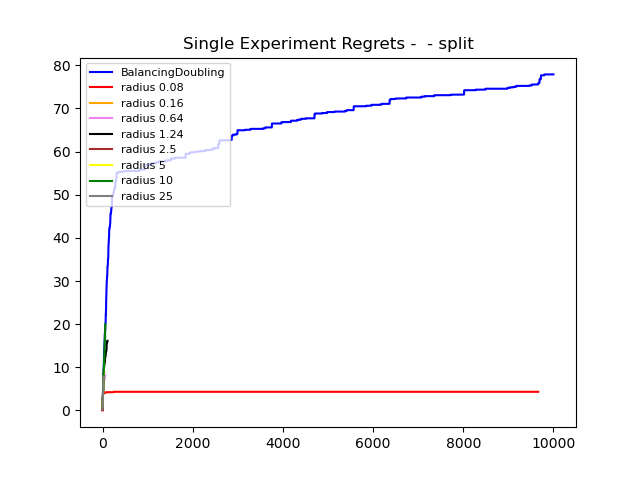 Single Experiment Regrets -  - split
80
70
60
50
40
30
20
10
0
BalancingDoubling
radius 0.08
radius 0.16
radius 0.64
radius 1.24
radius 2.5
radius 5
radius 10
radius 25
0 2000 4000 6000 8000 10000